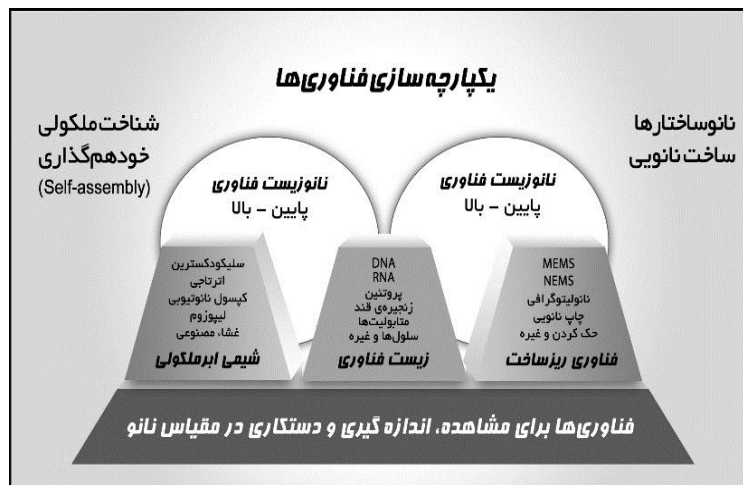 یکپارچه سازی فناوری‌ها
نانوساختارها
ساخت نانویی
شناخت ملکولی
خودهم‌گذاری
(Self-assembly)
نانوزیست فناوری
پایین – بالا
نانوزیست فناوری
پایین – بالا
MEMS
NEMS
نانولیتوگرافی
چاپ نانویی
حک کردن و غیره
فناوری ریزساخت
DNA
RNA
پروتئین
زنجیره‌ی قند
متابولیت‌ها
سلول‌ها و غیره
زیست فناوری
سلیکودکسترین
اترتاجی
کپسول نانوتیوبی
لیپوزوم
غشاء مصنوعی
شیمی ابرملکولی
فناوری‌ها برای مشاهده، اندازه گیری و دستکاری در مقیاس نانو